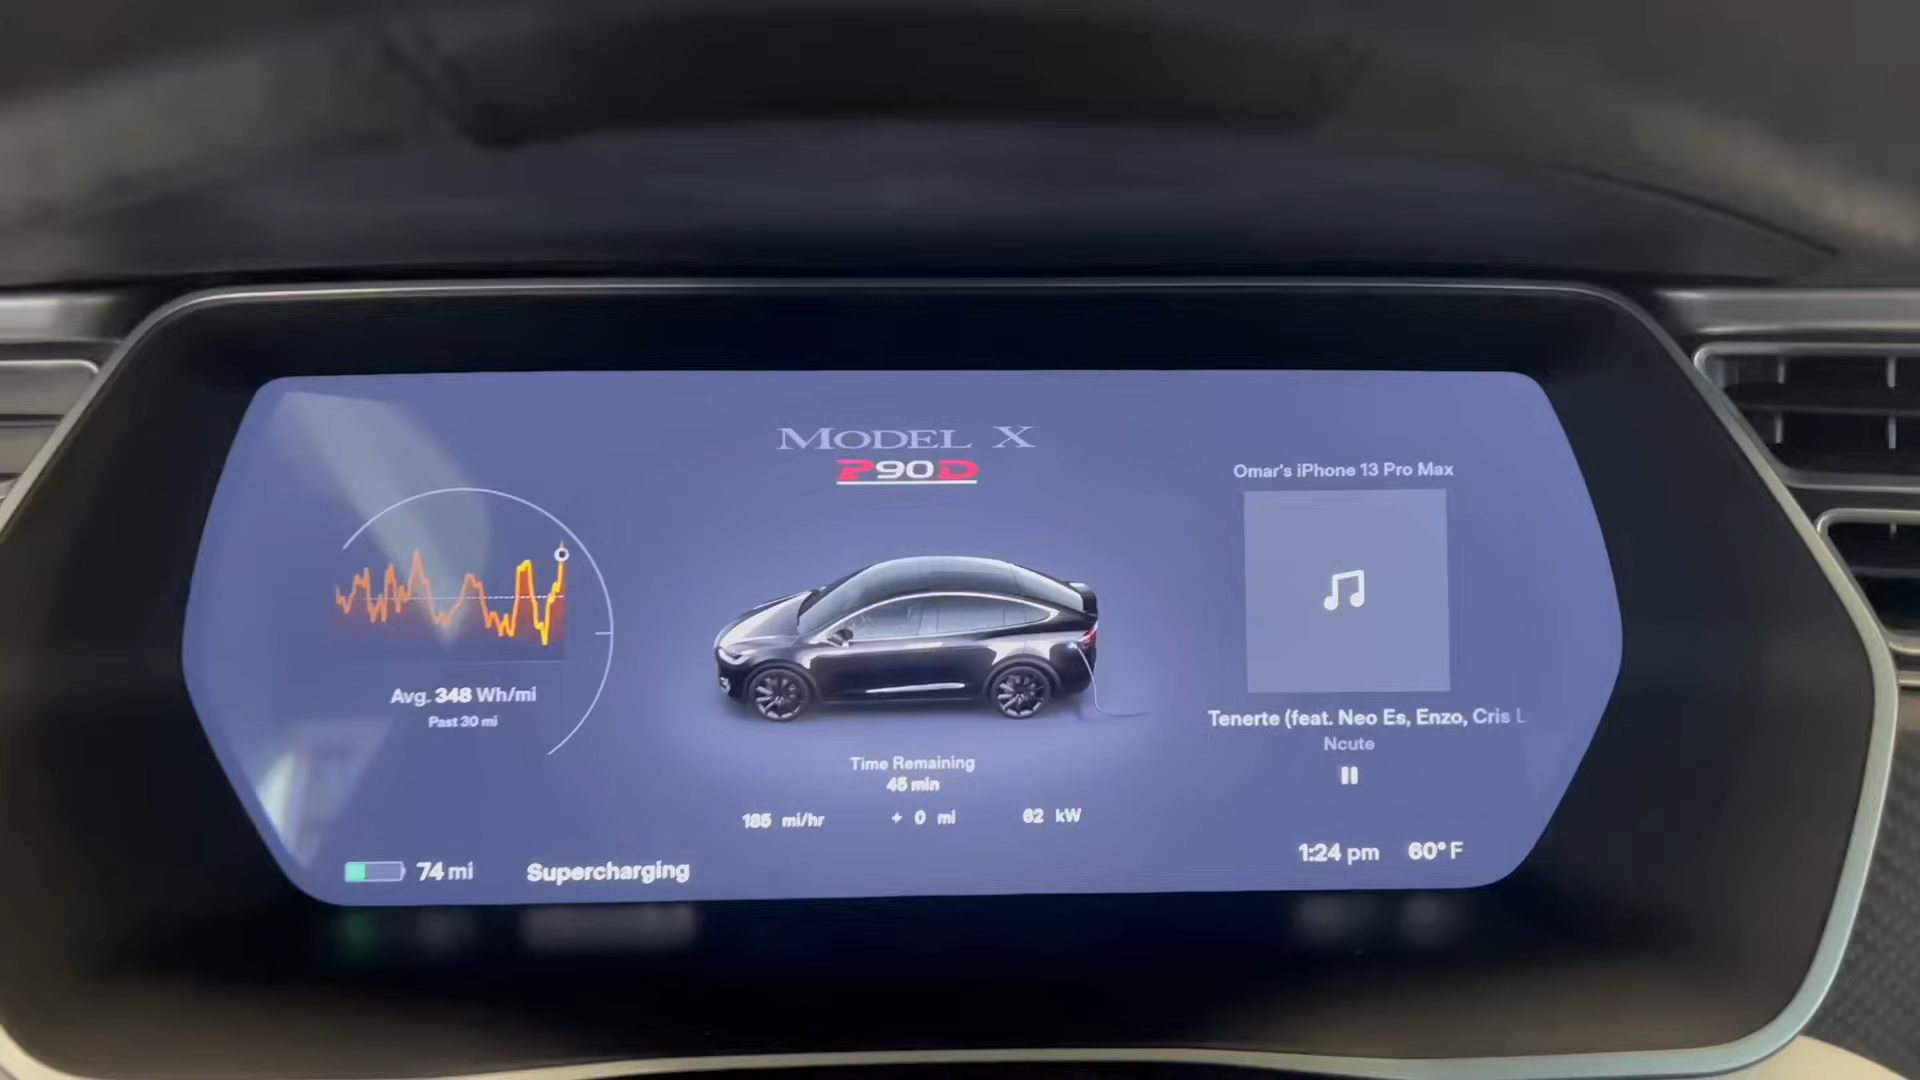 MODEL X
P90D
Omar's iPhone 13 Pro Max
Avg. 348 Wh/mi
Past 30 mi
Tenerte (feat. Neo Es, Enzo, Cris L
Ncute
Time Remaining
45 min
185 mi/hr + 0 mi 62 kW
74 mi Supercharging
1:24 pm 60° F